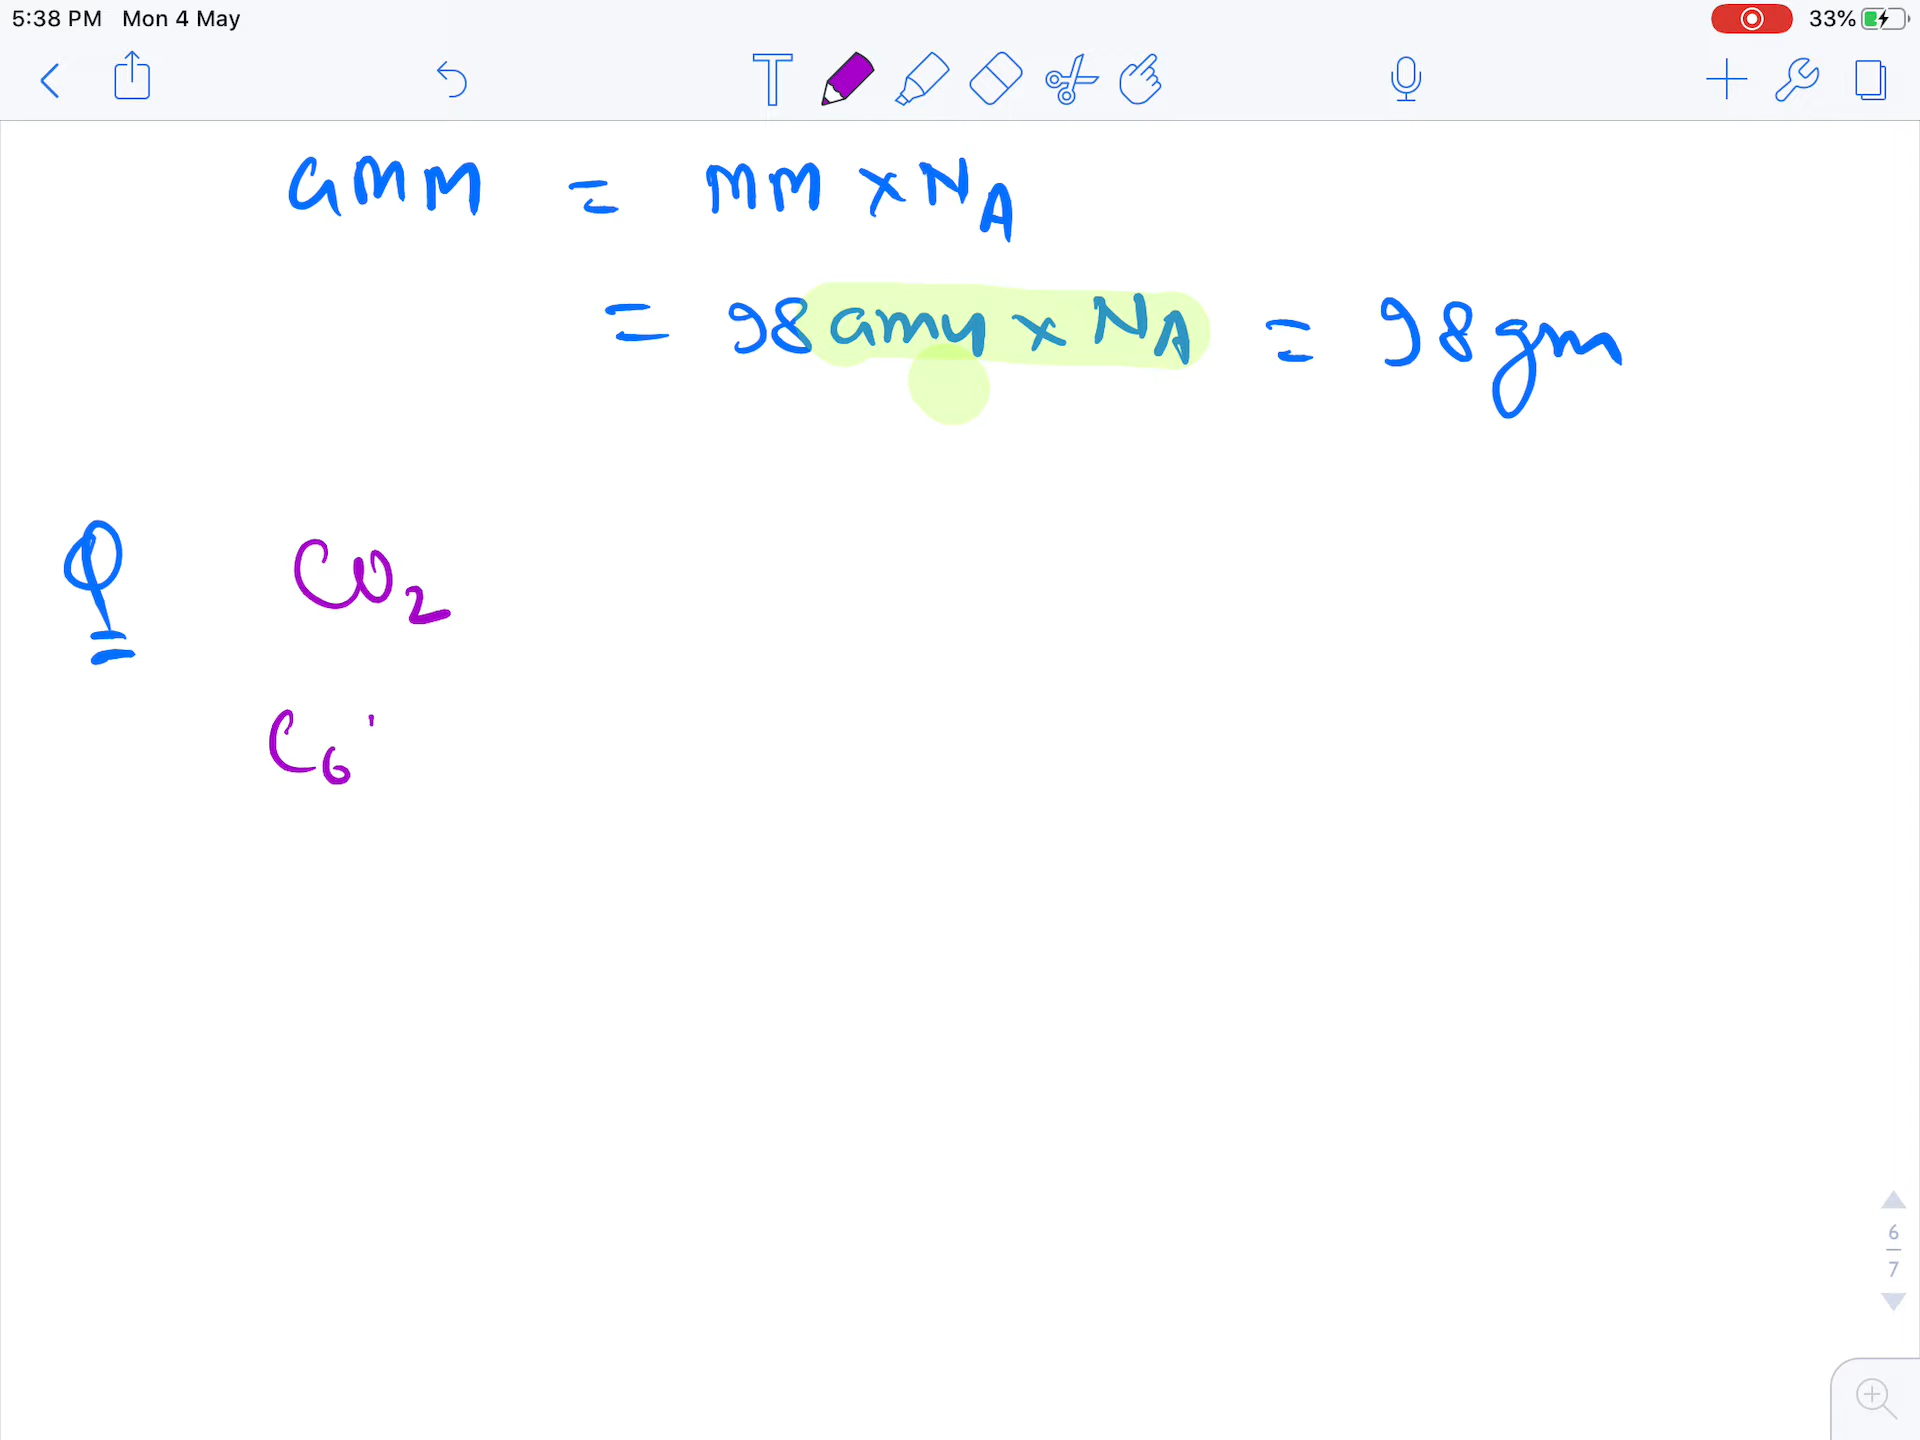 5:38 PM Mon 4 May 33%
T
GMM = MM × NA
= 98 amu × NA = 98 gm
Q CO2
C6
6
7